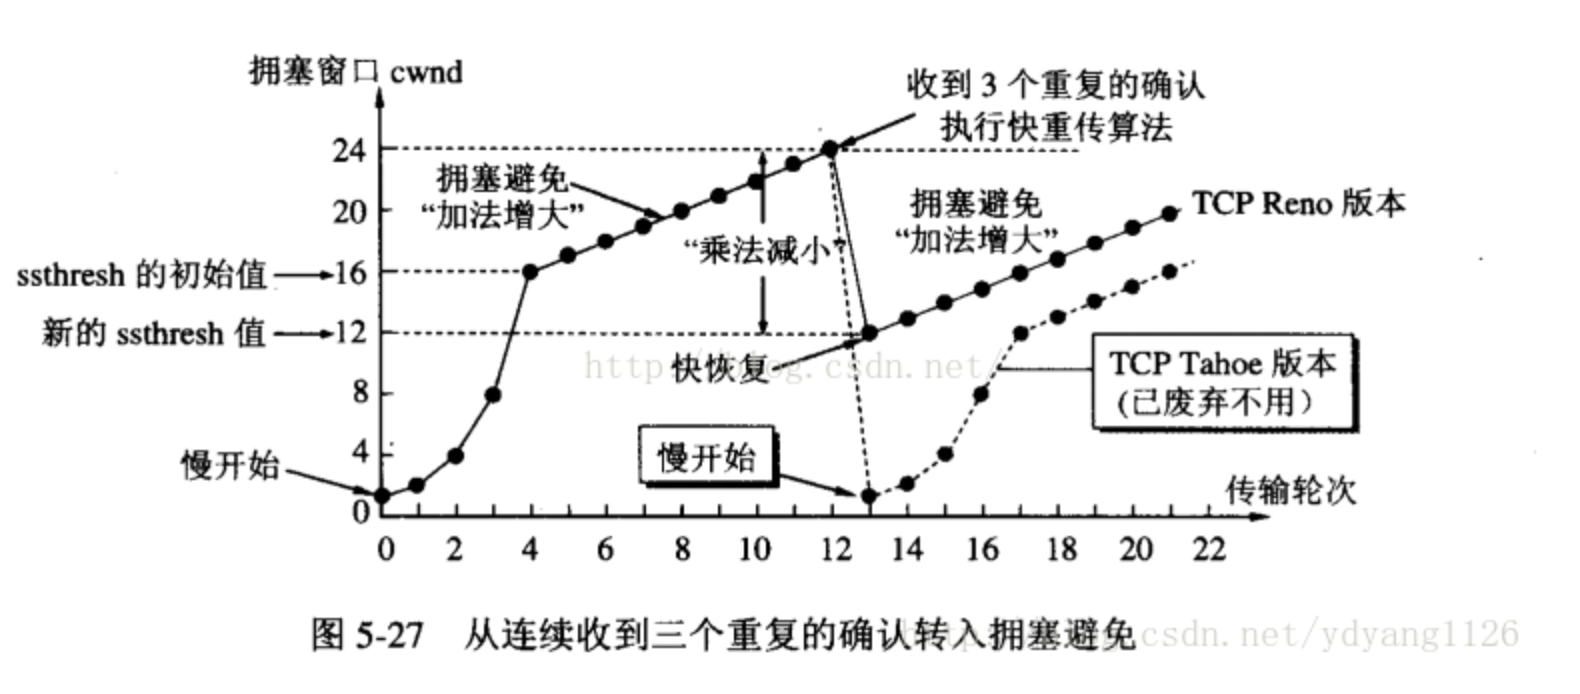 拥塞窗口 cwnd
收到 3 个重复的确认
执行快重传算法
24
拥塞避免
“加法增大”
拥塞避免
“加法增大”
TCP Reno 版本
20
“乘法减小”
ssthresh 的初始值
16
新的 ssthresh 值
12
快恢复
http://blog.csdn.net/
TCP Tahoe 版本
(已废弃不用)
8
慢开始
4
慢开始
传输轮次
0
0 2 4 6 8 10 12 14 16 18 20 22
图 5-27 从连续收到三个重复的确认转入拥塞避免
http://blog.csdn.net/ydyang1126